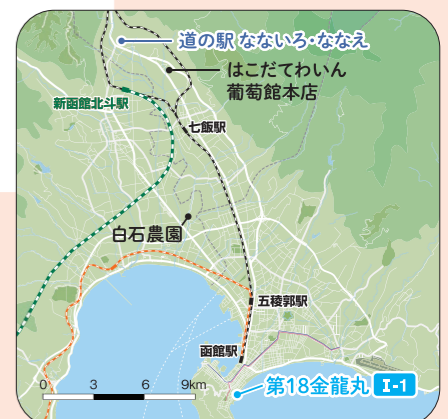 道の駅 なないろ・ななえ
はこだてわいん
葡萄館本店
新函館北斗駅
七飯駅
白石農園
五稜郭駅
函館駅
0 3 6 9km
第18金龍丸 I-1